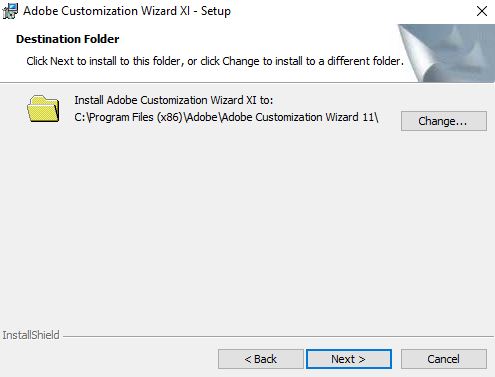 Adobe Customization Wizard XI - Setup
Destination Folder
Click Next to install to this folder, or click Change to install to a different folder.
Install Adobe Customization Wizard XI to:
C:\Program Files (x86)\Adobe\Adobe Customization Wizard 11\
Change...
InstallShield
< Back
Next >
Cancel